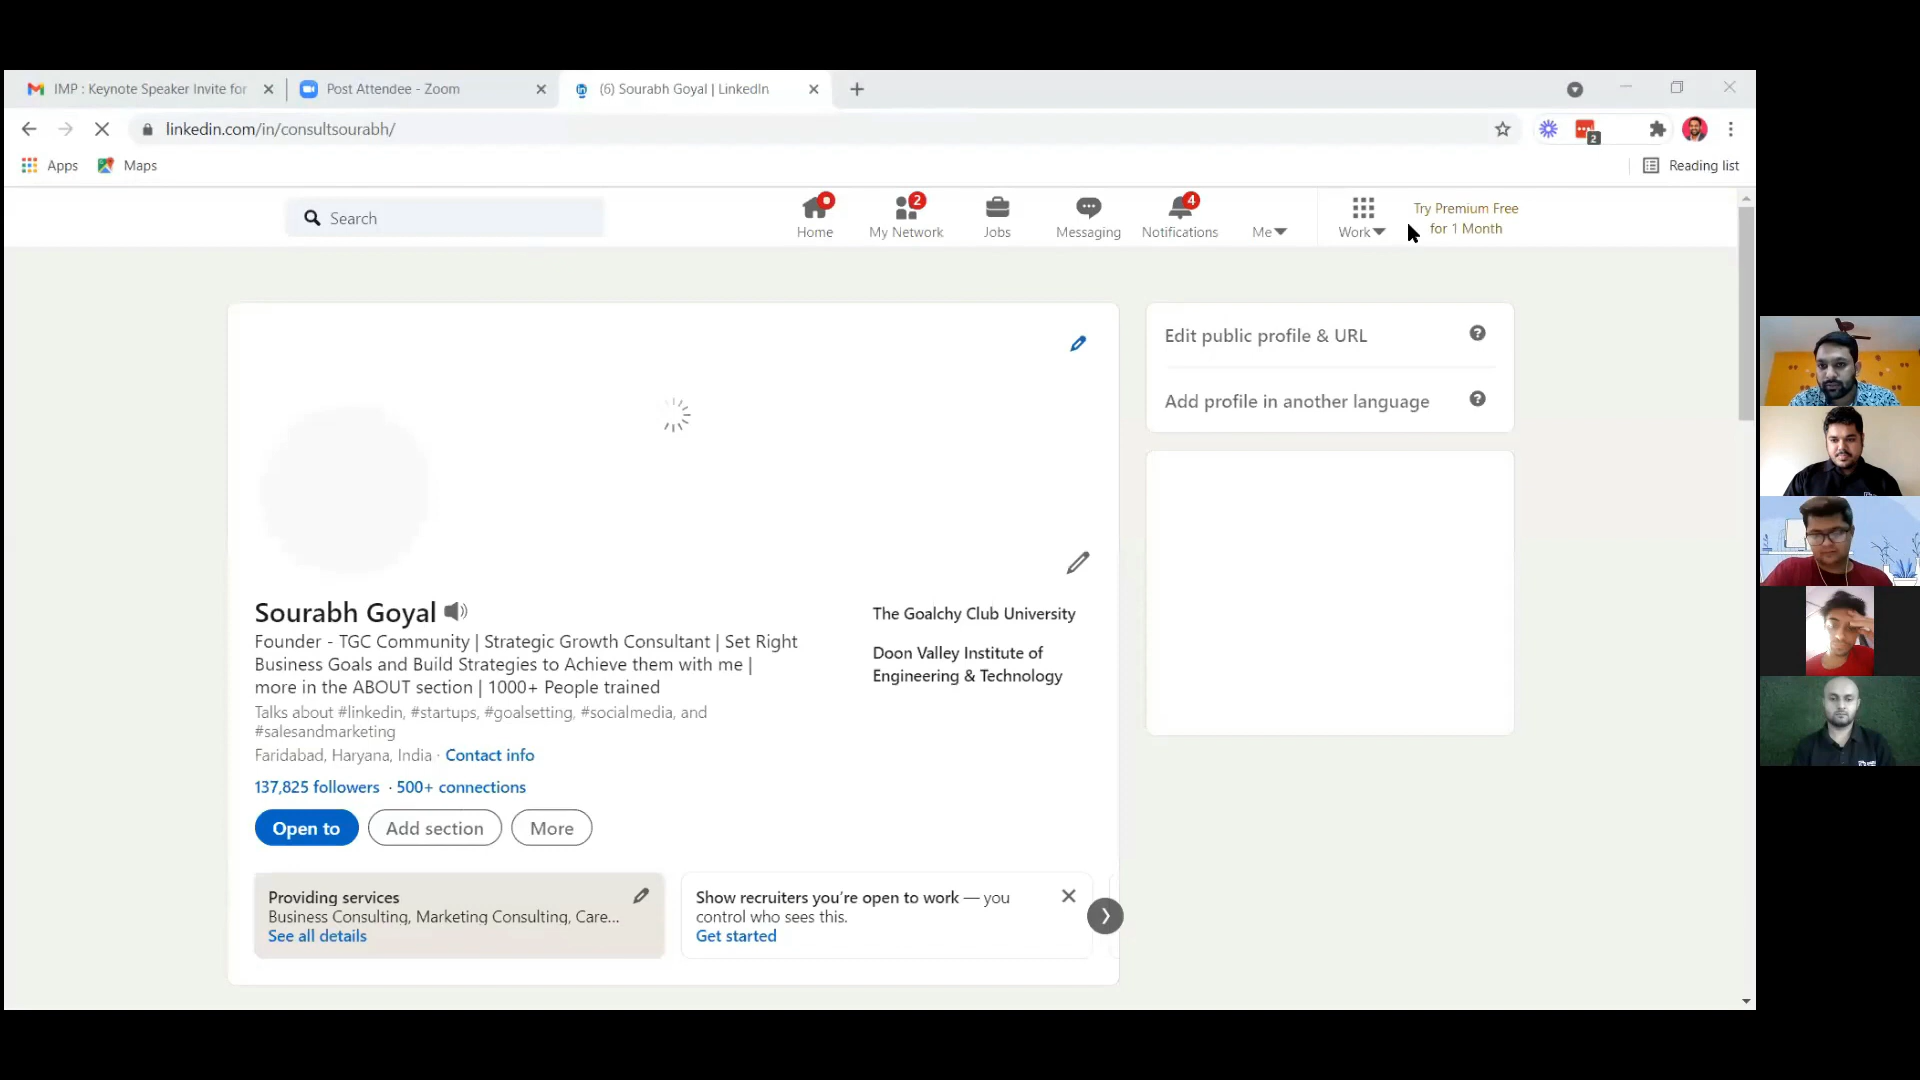 IMP : Keynote Speaker Invite for
Post Attendee - Zoom
(6) Sourabh Goyal | LinkedIn
linkedin.com/in/consultsourabh/
2
Apps
Maps
Reading list
Search
Home
2
My Network
Jobs
Messaging
4
Notifications
Me
Work
Try Premium Free
for 1 Month
Edit public profile & URL
Add profile in another language
Sourabh Goyal
Founder - TGC Community | Strategic Growth Consultant | Set Right
Business Goals and Build Strategies to Achieve them with me |
more in the ABOUT section | 1000+ People trained
Talks about #linkedin, #startups, #goalsetting, #socialmedia, and
#salesandmarketing
Faridabad, Haryana, India · Contact info
137,825 followers · 500+ connections
The Goalchy Club University
Doon Valley Institute of
Engineering & Technology
Open to
Add section
More
Providing services
Business Consulting, Marketing Consulting, Care...
See all details
Show recruiters you're open to work — you
control who sees this.
Get started